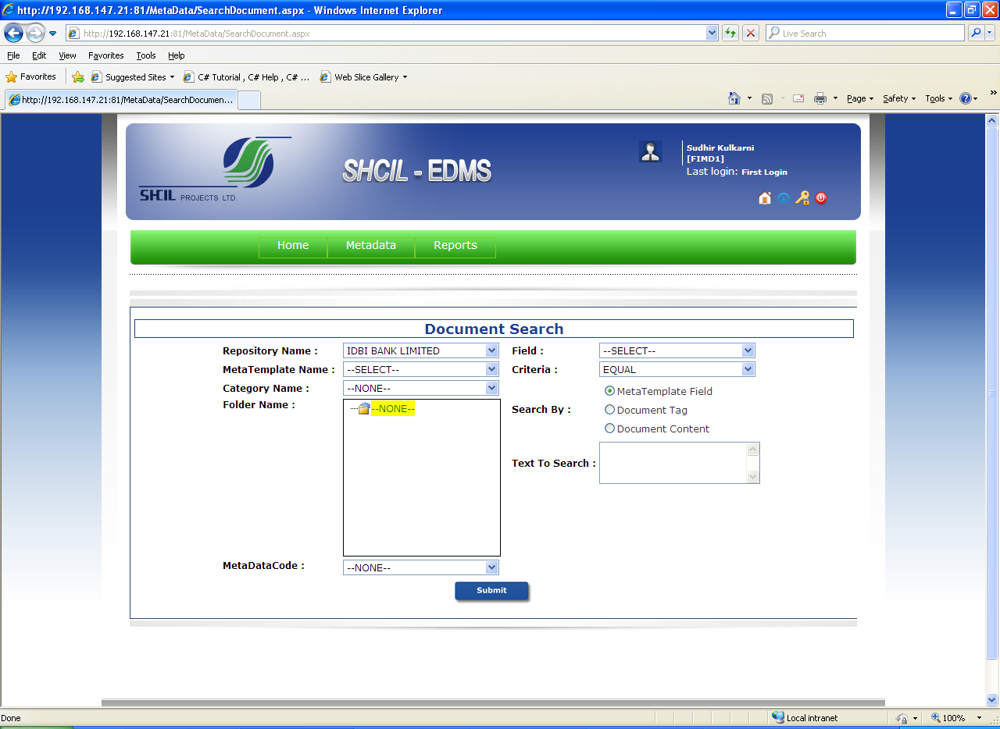 http://192.168.147.21:81/MetaData/SearchDocument.aspx - Windows Internet Explorer
http://192.168.147.21:81/MetaData/SearchDocument.aspx
Live Search
File Edit View Favorites Tools Help
Favorites Suggested Sites C# Tutorial , C# Help , C# ... Web Slice Gallery
http://192.168.147.21:81/MetaData/SearchDocumen...
Page Safety Tools
SHCIL PROJECTS LTD.
SHCIL - EDMS
Sudhir Kulkarni
[FIMD1]
Last login: First Login
Home Metadata Reports
Document Search
Repository Name : IDBI BANK LIMITED Field : --SELECT--
MetaTemplate Name : --SELECT-- Criteria : EQUAL
Category Name : --NONE--
MetaTemplate Field
Folder Name : --NONE--
Search By : Document Tag
Document Content
Text To Search :
MetaDataCode : --NONE--
Submit
Done Local intranet 100%